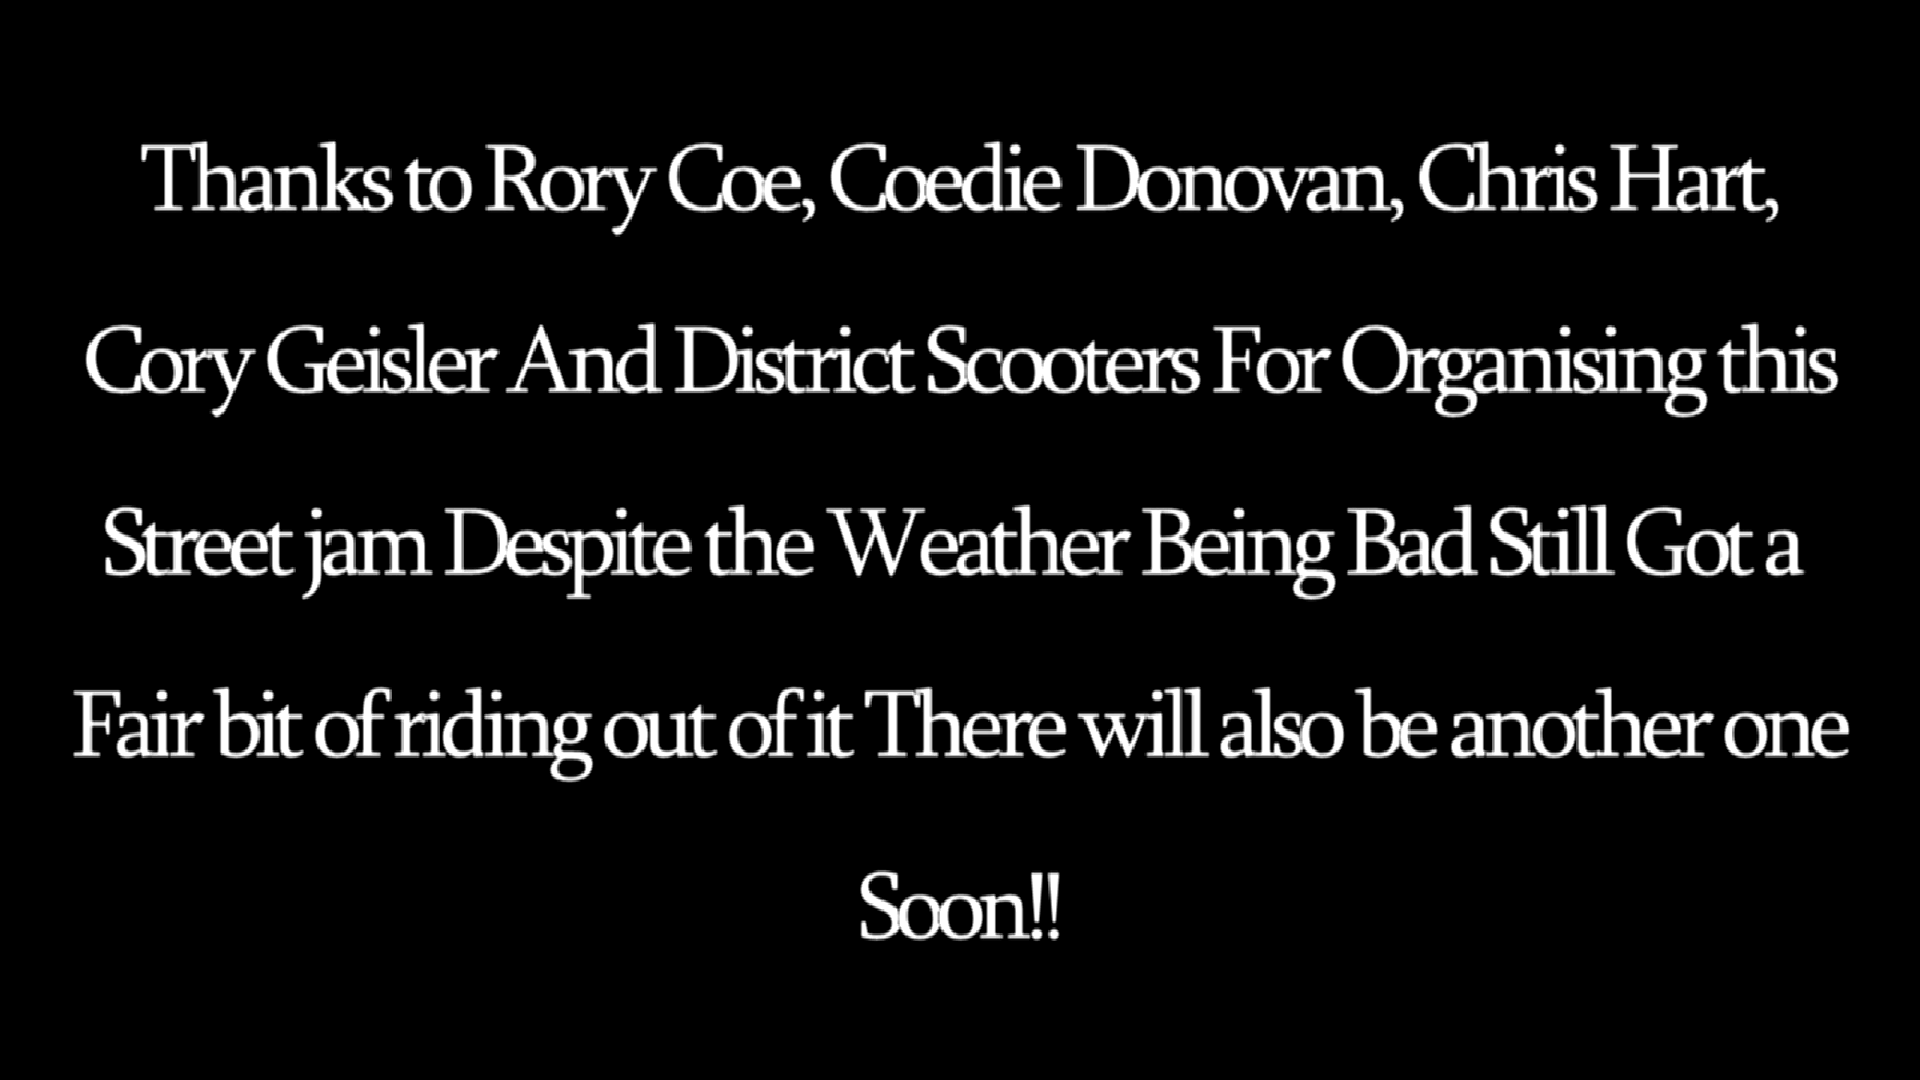 Thanks to Rory Coe, Coedie Donovan, Chris Hart,
Cory Geisler And District Scooters For Organising this
Street jam Despite the Weather Being Bad Still Got a
Fair bit of riding out of it There will also be another one
Soon!!